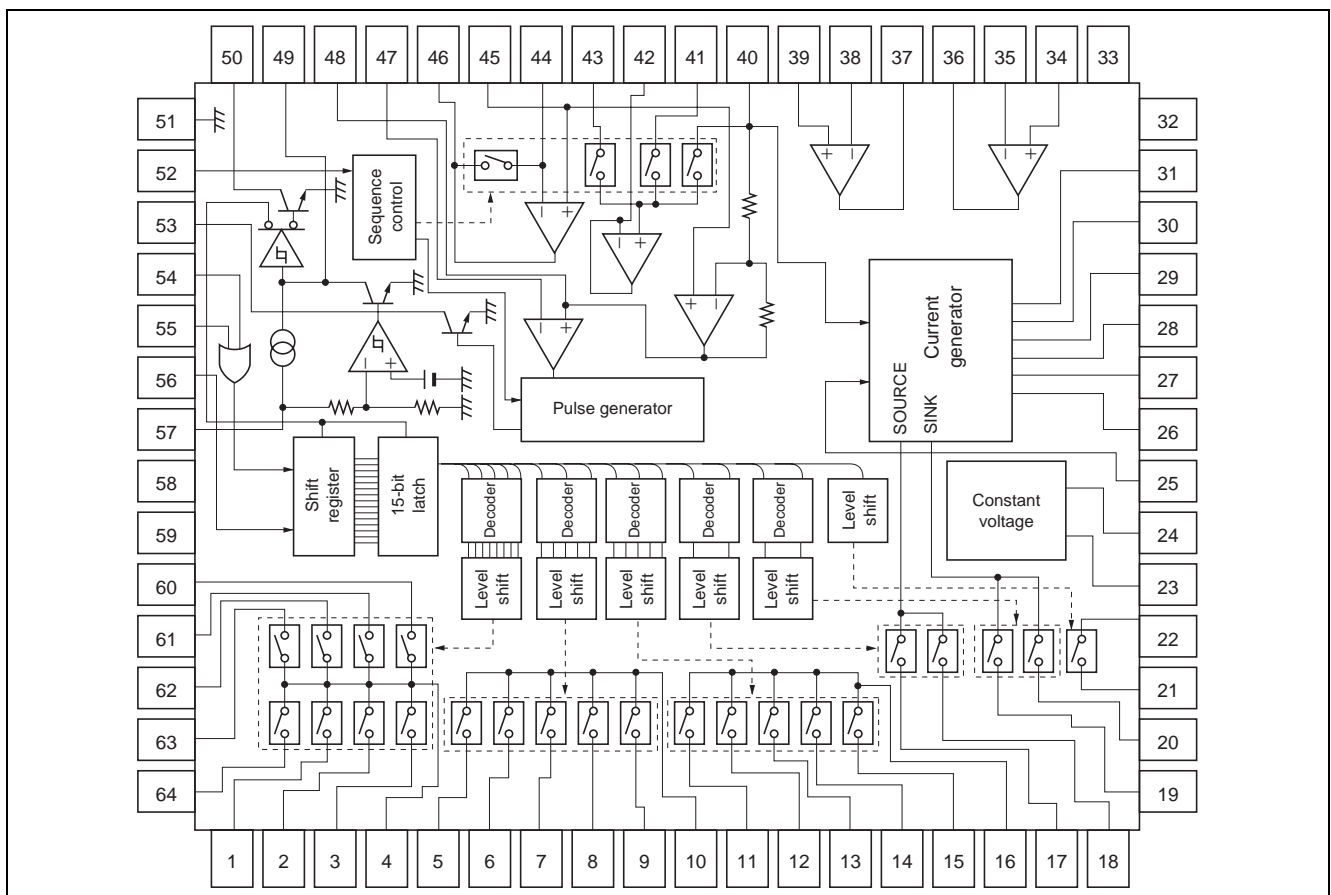 50 49 48 47 46 45 44 43 42 41 40 39 38 37 36 35 34 33
51
52
53
54
55
56
57
58
59
60
61
62
63
64
32
31
30
29
28
27
26
25
24
23
22
21
20
19
Sequence
control
− +
+ −
− +
− +
− +
+ −
− +
− +
Current
generator
SOURCE
SINK
Pulse generator
Shift
register
15-bit
latch
Decoder
Decoder
Decoder
Decoder
Decoder
Level
shift
Level
shift
Level
shift
Level
shift
Level
shift
Level
shift
Constant
voltage
1 2 3 4 5 6 7 8 9 10 11 12 13 14 15 16 17 18